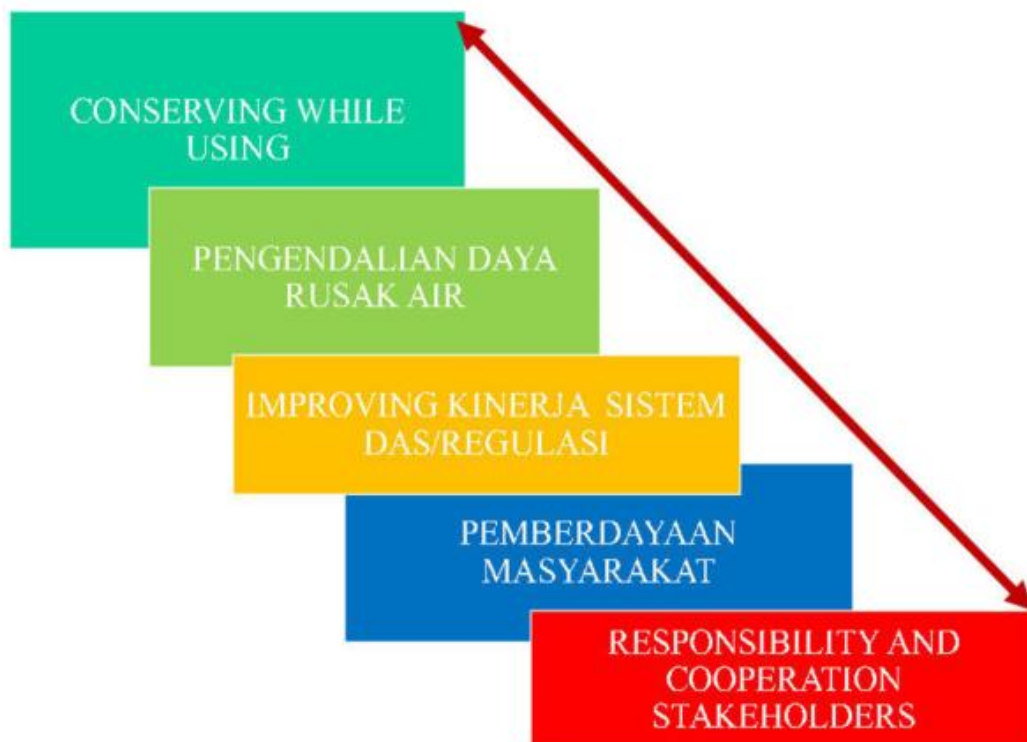 CONSERVING WHILE
USING
PENGENDALIAN DAYA
RUSAK AIR
IMPROVING KINERJA SISTEM
DAS/REGULASI
PEMBERDAYAAN
MASYARAKAT
RESPONSIBILITY AND
COOPERATION
STAKEHOLDERS